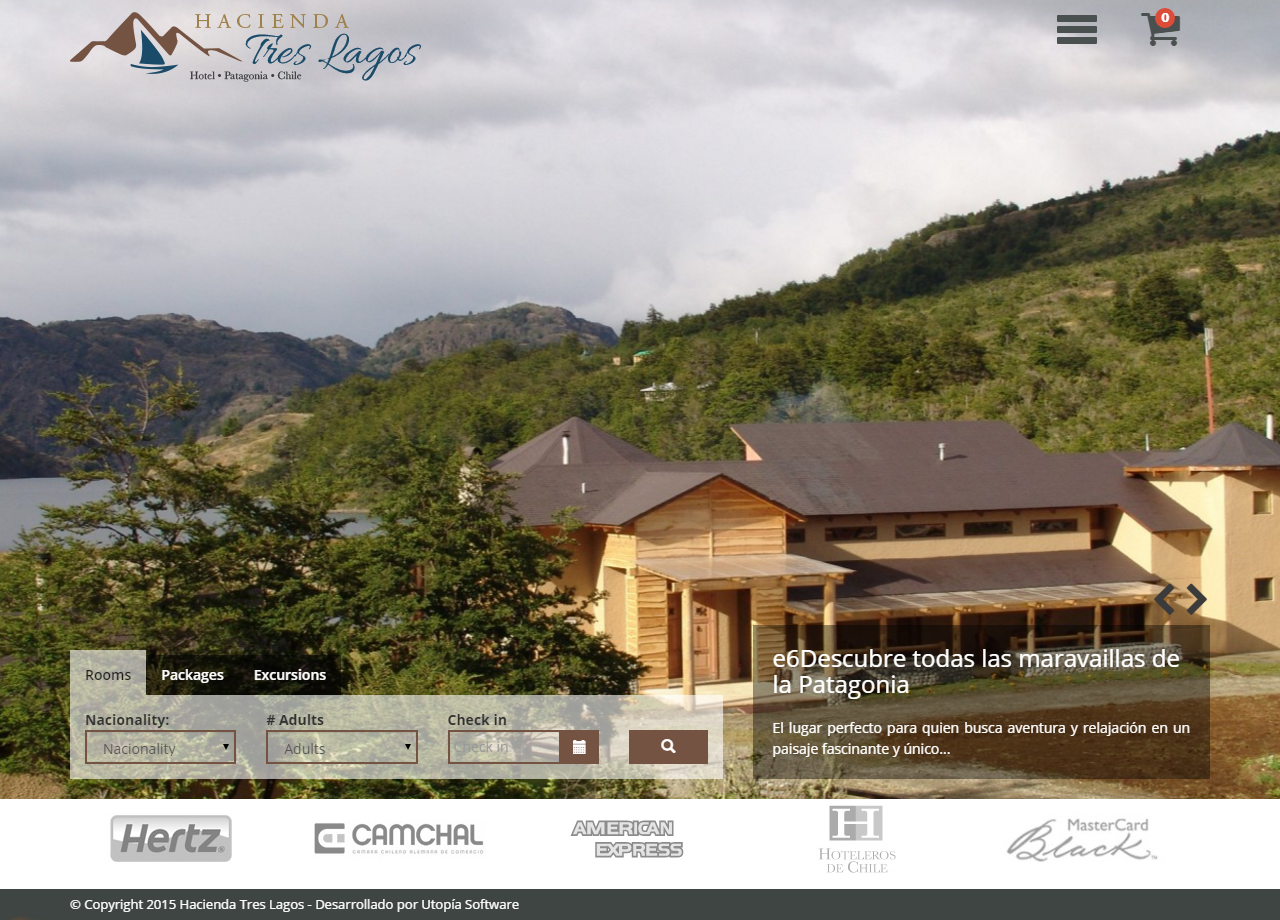 HACIENDA
Tres Lagos
Hotel • Patagonia • Chile
0
Rooms Packages Excursions
Nacionality: # Adults Check in
Nacionality Adults Check in
e6Descubre todas las maravaillas de
la Patagonia
El lugar perfecto para quien busca aventura y relajación en un
paisaje fascinante y único...
Hertz
CAMCHAL
CAMARA CHILENO ALEMANA DE COMERCIO
AMERICAN
EXPRESS
H H
HOTELEROS
DE CHILE
MasterCard
Black
© Copyright 2015 Hacienda Tres Lagos - Desarrollado por Utopía Software